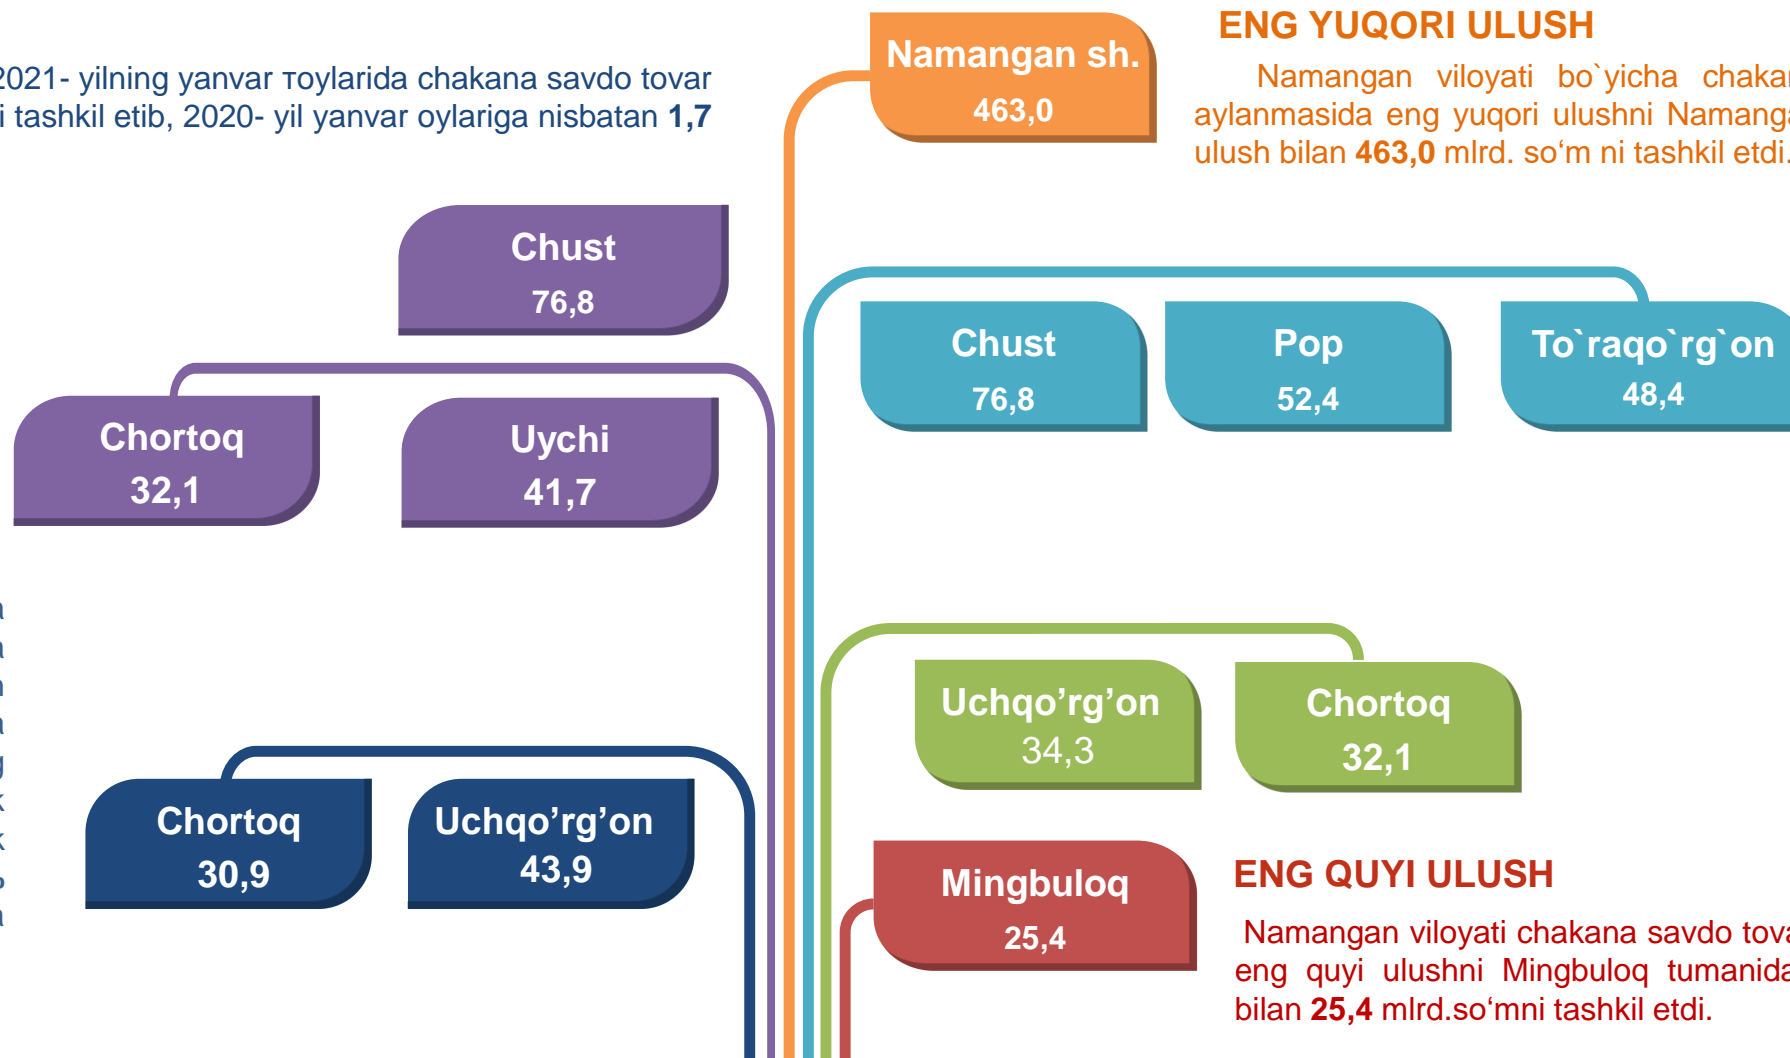 2021- yilning yanvar тoylarida chakana savdo tovar
i tashkil etib, 2020- yil yanvar oylariga nisbatan 1,7
Namangan sh.
463,0
ENG YUQORI ULUSH
Namangan viloyati bo`yicha chakan
aylanmasida eng yuqori ulushni Namanga
ulush bilan 463,0 mlrd. so‘m ni tashkil etdi.
Chust
76,8
Chortoq
32,1
Uychi
41,7
Chust
76,8
Pop
52,4
To`raqo`rg`on
48,4
Uchqo’rg’on
34,3
Chortoq
32,1
Chortoq
30,9
Uchqo’rg’on
43,9
Mingbuloq
25,4
ENG QUYI ULUSH
Namangan viloyati chakana savdo tova
eng quyi ulushni Mingbuloq tumanida
bilan 25,4 mlrd.so‘mni tashkil etdi.